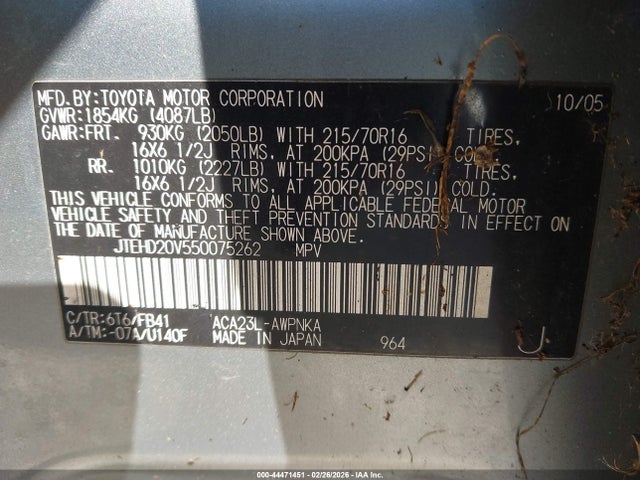 MFD.BY:TOYOTA MOTOR CORPORATION 10/05
GVWR:1854KG (4087LB)
GAWR:FRT. 930KG (2050LB) WITH 215/70R16 TIRES,
16X6 1/2J RIMS, AT 200KPA (29PSI) COLD.
RR. 1010KG (2227LB) WITH 215/70R16 TIRES,
16X6 1/2J RIMS, AT 200KPA (29PSI) COLD.
THIS VEHICLE CONFORMS TO ALL APPLICABLE FEDERAL MOTOR
VEHICLE SAFETY AND THEFT PREVENTION STANDARDS IN EFFECT ON
THE DATE OF MANUFACTURE SHOWN ABOVE.
JTEHD20V550075262 MPV
C/TR:6T6/FB41 ACA23L-AWPNKA
A/TM:-07A/U140F MADE IN JAPAN 964 J
000-44471451 - 02/26/2026 - IAA Inc.